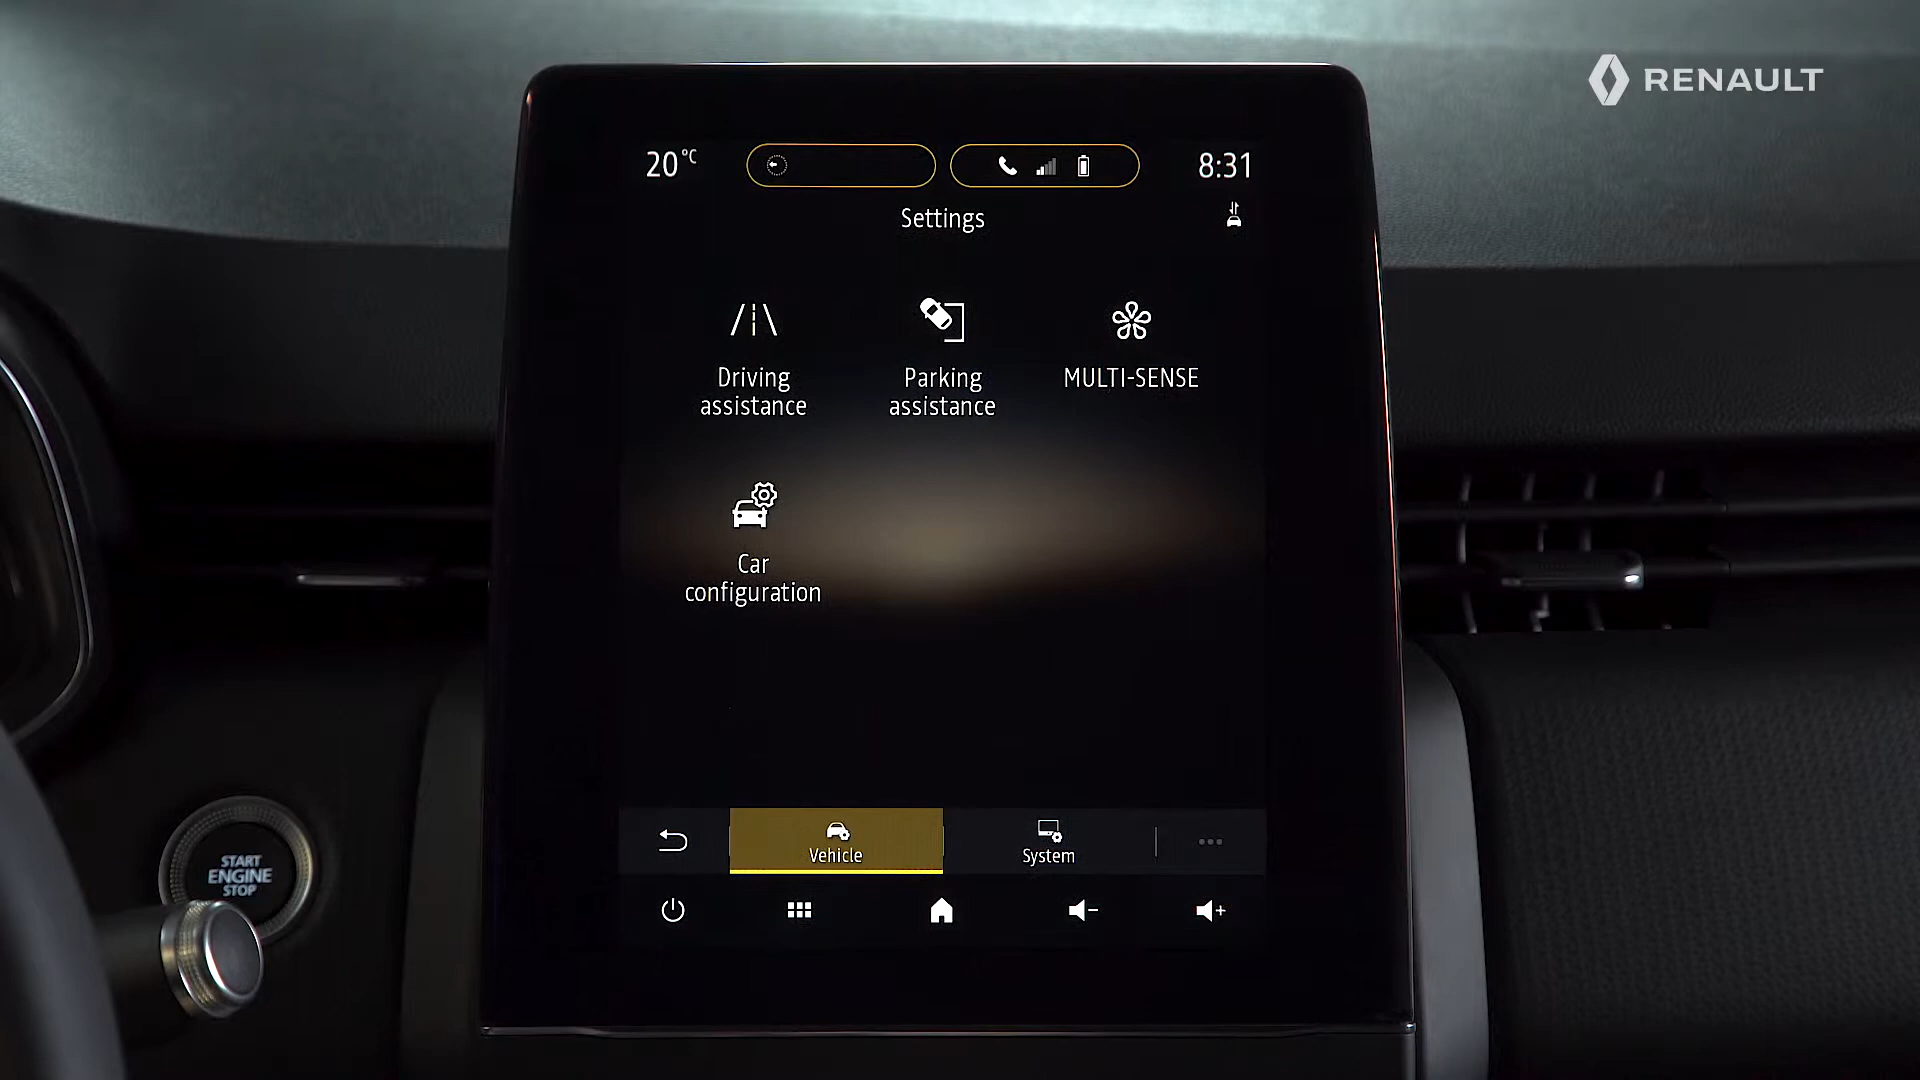 RENAULT
20°C
8:31
Settings
Driving
assistance
Parking
assistance
MULTI-SENSE
Car
configuration
Vehicle
System
START
ENGINE
STOP